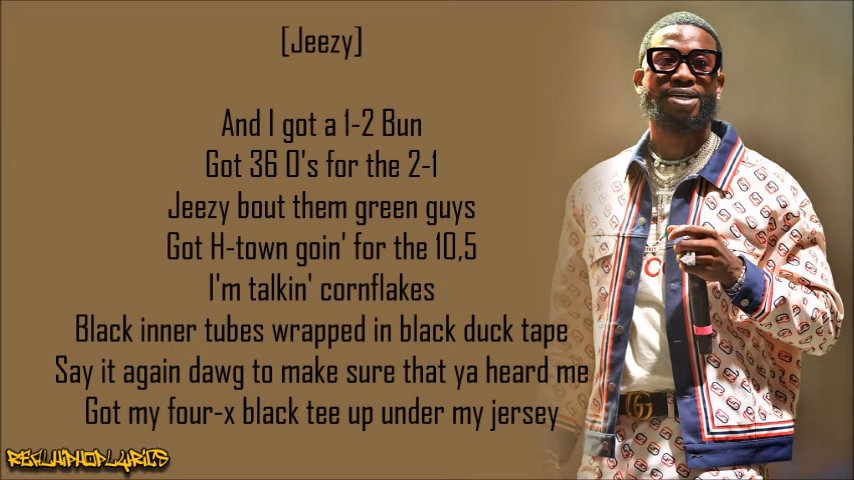 [Jeezy]
And I got a 1-2 Bun
Got 36 O's for the 2-1
Jeezy bout them green guys
Got H-town goin' for the 10,5
I'm talkin' cornflakes
Black inner tubes wrapped in black duck tape
Say it again dawg to make sure that ya heard me
Got my four-x black tee up under my jersey
REALHIPHOPLYRICS